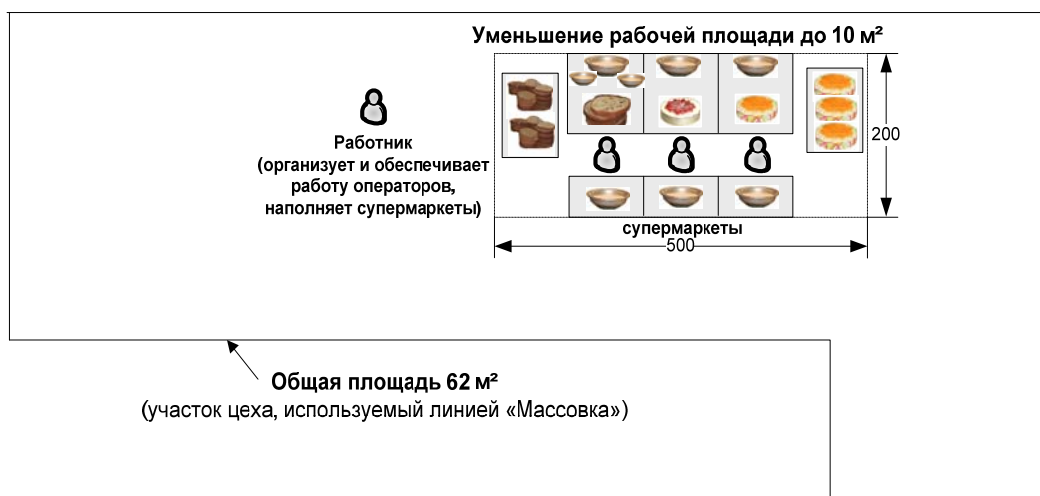 Уменьшение рабочей площади до 10 м²
Работник
(организует и обеспечивает
работу операторов,
наполняет супермаркеты)
200
супермаркеты
500
Общая площадь 62 м²
(участок цеха, используемый линией «Массовка»)